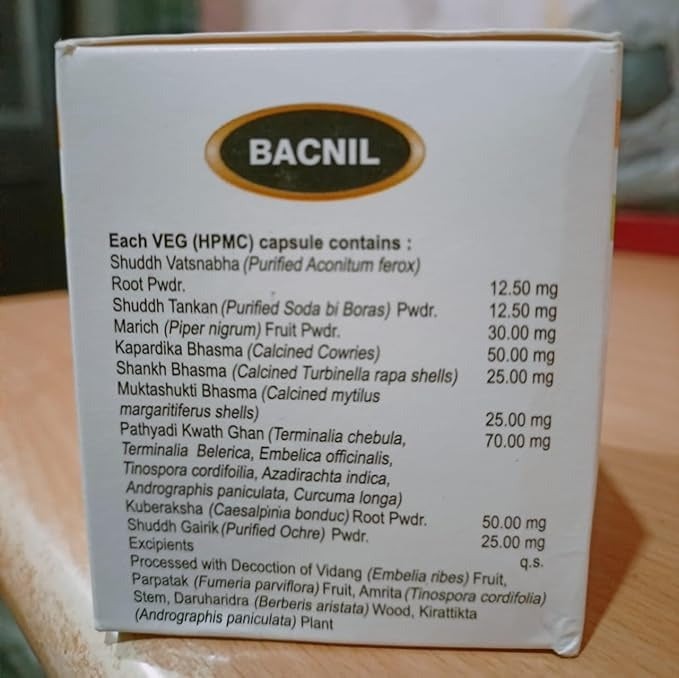 BACNIL
Each VEG (HPMC) capsule contains :
Shuddh Vatsnabha (Purified Aconitum ferox)
Root Pwdr. 12.50 mg
Shuddh Tankan (Purified Soda bi Boras) Pwdr. 12.50 mg
Marich (Piper nigrum) Fruit Pwdr. 30.00 mg
Kapardika Bhasma (Calcined Cowries) 50.00 mg
Shankh Bhasma (Calcined Turbinella rapa shells) 25.00 mg
Muktashukti Bhasma (Calcined mytilus
margaritiferus shells) 25.00 mg
Pathyadi Kwath Ghan (Terminalia chebula, 70.00 mg
Terminalia Belerica, Embelica officinalis,
Tinospora cordifoilia, Azadirachta indica,
Andrographis paniculata, Curcuma longa)
Kuberaksha (Caesalpinia bonduc) Root Pwdr. 50.00 mg
Shuddh Gairik (Purified Ochre) Pwdr. 25.00 mg
Excipients q.s.
Processed with Decoction of Vidang (Embelia ribes) Fruit,
Parpatak (Fumeria parviflora) Fruit, Amrita (Tinospora cordifolia)
Stem, Daruharidra (Berberis aristata) Wood, Kirattikta
(Andrographis paniculata) Plant